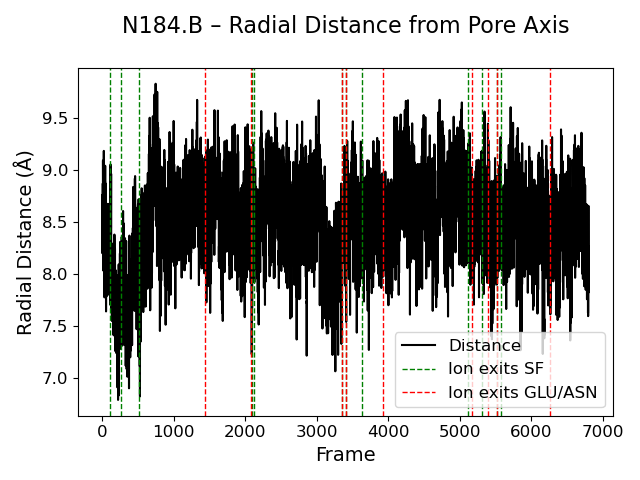 N184.B – Radial Distance from Pore Axis
Radial Distance (Å)
9.5
9.0
8.5
8.0
7.5
7.0
Distance
Ion exits SF
Ion exits GLU/ASN
0 1000 2000 3000 4000 5000 6000 7000
Frame